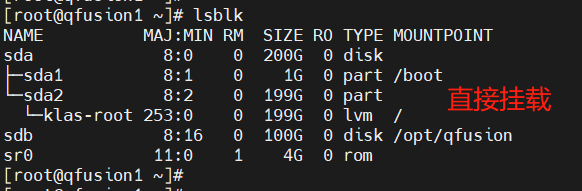 [root@qfusion1 ~]# lsblk
NAME          MAJ:MIN RM  SIZE RO TYPE MOUNTPOINT
sda             8:0    0  200G  0 disk
├─sda1          8:1    0    1G  0 part /boot
└─sda2          8:2    0  199G  0 part
  └─klas-root 253:0    0  199G  0 lvm  /
直接挂载
sdb             8:16   0  100G  0 disk /opt/qfusion
sr0            11:0    1    4G  0 rom
[root@qfusion1 ~]#
[root@qfusion1 ~]#